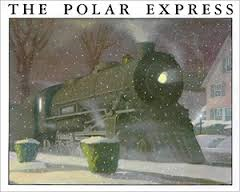 THE POLAR EXPRESS